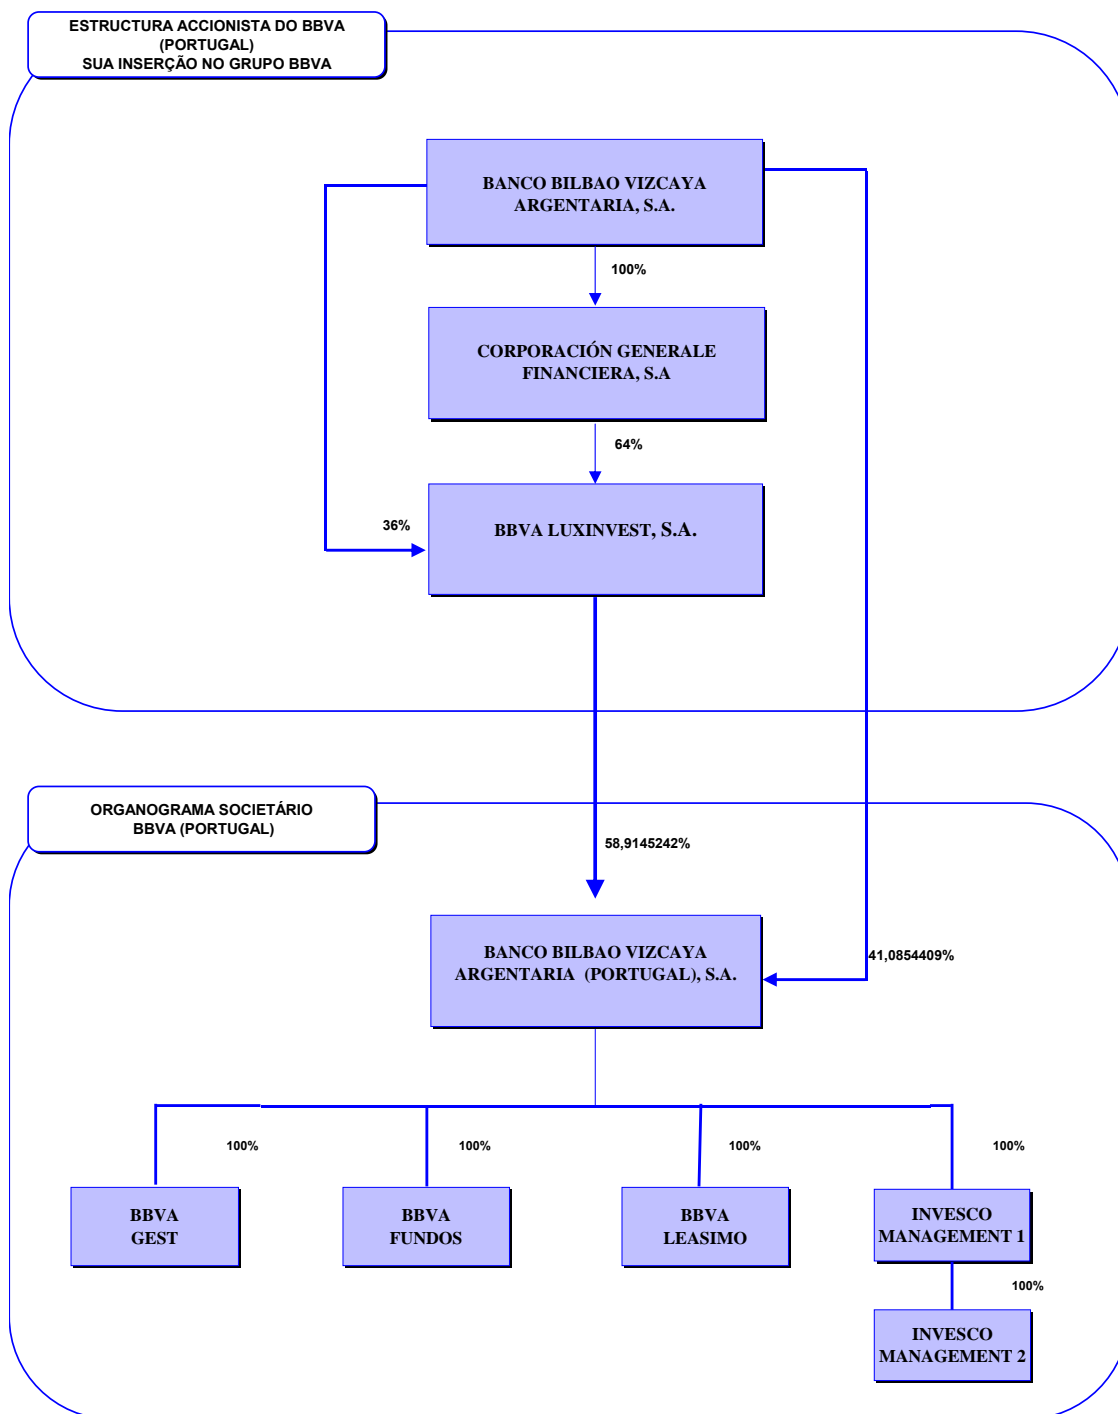 ESTRUCTURA ACCIONISTA DO BBVA
(PORTUGAL)
SUA INSERÇÃO NO GRUPO BBVA
BANCO BILBAO VIZCAYA
ARGENTARIA, S.A.
100%
CORPORACIÓN GENERALE
FINANCIERA, S.A
64%
36%
BBVA LUXINVEST, S.A.
ORGANOGRAMA SOCIETÁRIO
BBVA (PORTUGAL)
58,9145242%
BANCO BILBAO VIZCAYA
ARGENTARIA (PORTUGAL), S.A.
41,0854409%
100%
100%
100%
100%
BBVA
GEST
BBVA
FUNDOS
BBVA
LEASIMO
INVESCO
MANAGEMENT 1
100%
INVESCO
MANAGEMENT 2